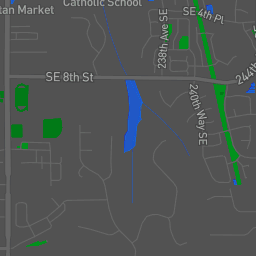 Catholic School
tan Market
SE 4th Pl
238th Ave SE
SE 8th St
244th
240th Way SE